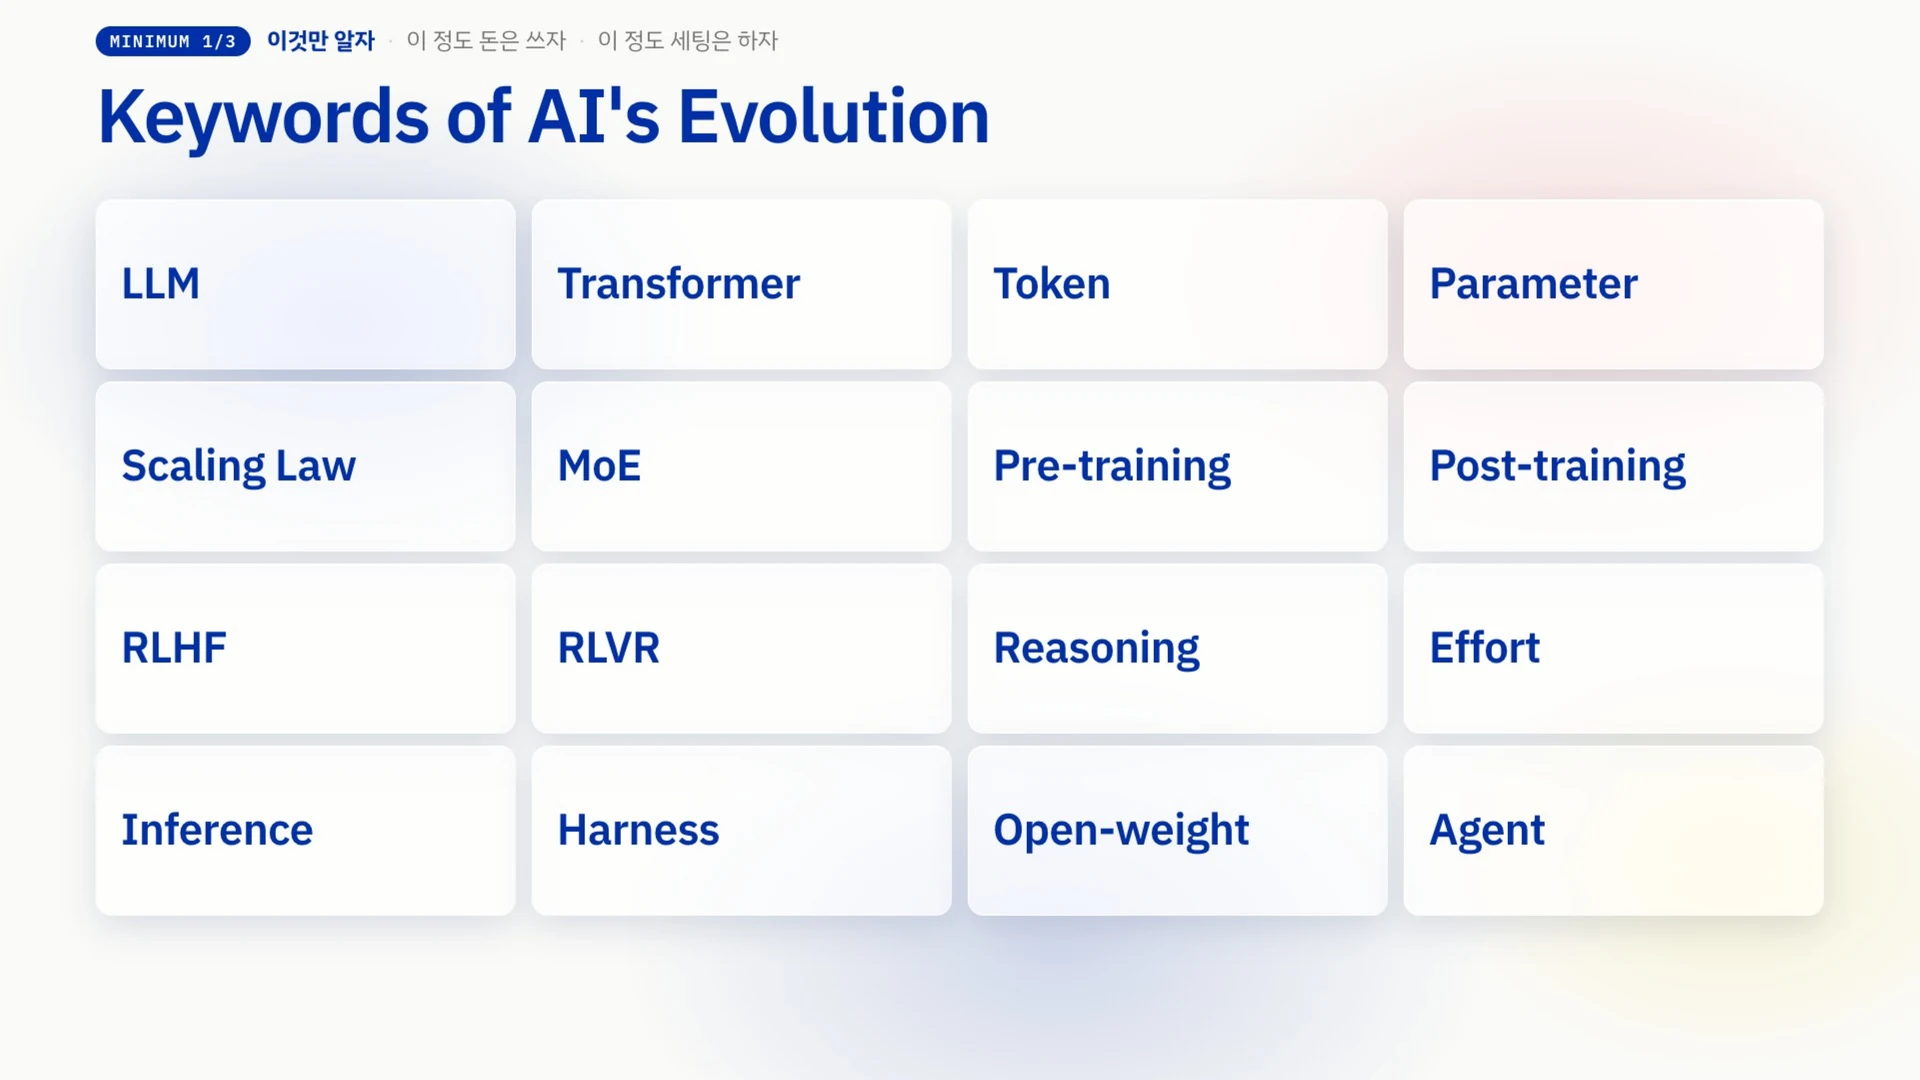 MINIMUM 1/3 이것만 알자 · 이 정도 돈은 쓰자 · 이 정도 세팅은 하자
Keywords of AI's Evolution
LLM
Transformer
Token
Parameter
Scaling Law
MoE
Pre-training
Post-training
RLHF
RLVR
Reasoning
Effort
Inference
Harness
Open-weight
Agent